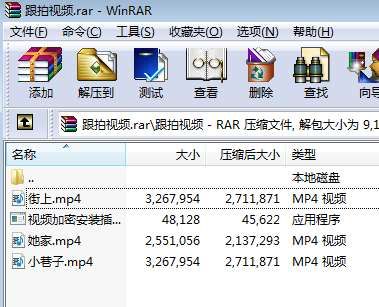 跟拍视频.rar - WinRAR
文件(F) 命令(C) 工具(S) 收藏夹(O) 选项(N) 帮助(H)
添加 解压到 测试 查看 删除 查找 向导
跟拍视频.rar\跟拍视频 - RAR 压缩文件, 解包大小为 9,1
名称 大小 压缩后大小 类型
.. 本地磁盘
街上.mp4 3,267,954 2,711,871 MP4 视频
视频加密安装插... 48,128 45,622 应用程序
她家.mp4 2,551,056 2,137,293 MP4 视频
小巷子.mp4 3,267,954 2,711,871 MP4 视频